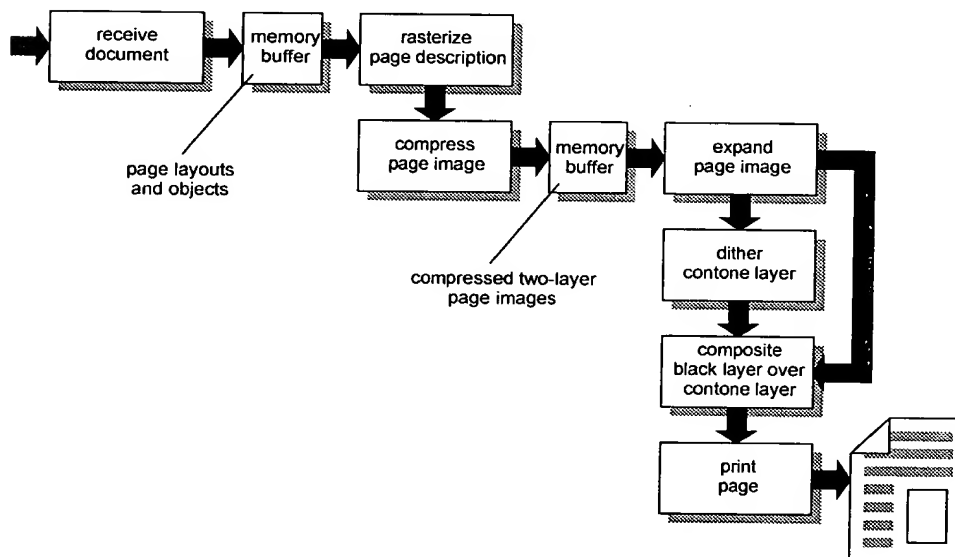 receive
document
memory
buffer
rasterize
page description
page layouts
and objects
compress
page image
memory
buffer
expand
page image
compressed two-layer
page images
dither
contone layer
composite
black layer over
contone layer
print
page